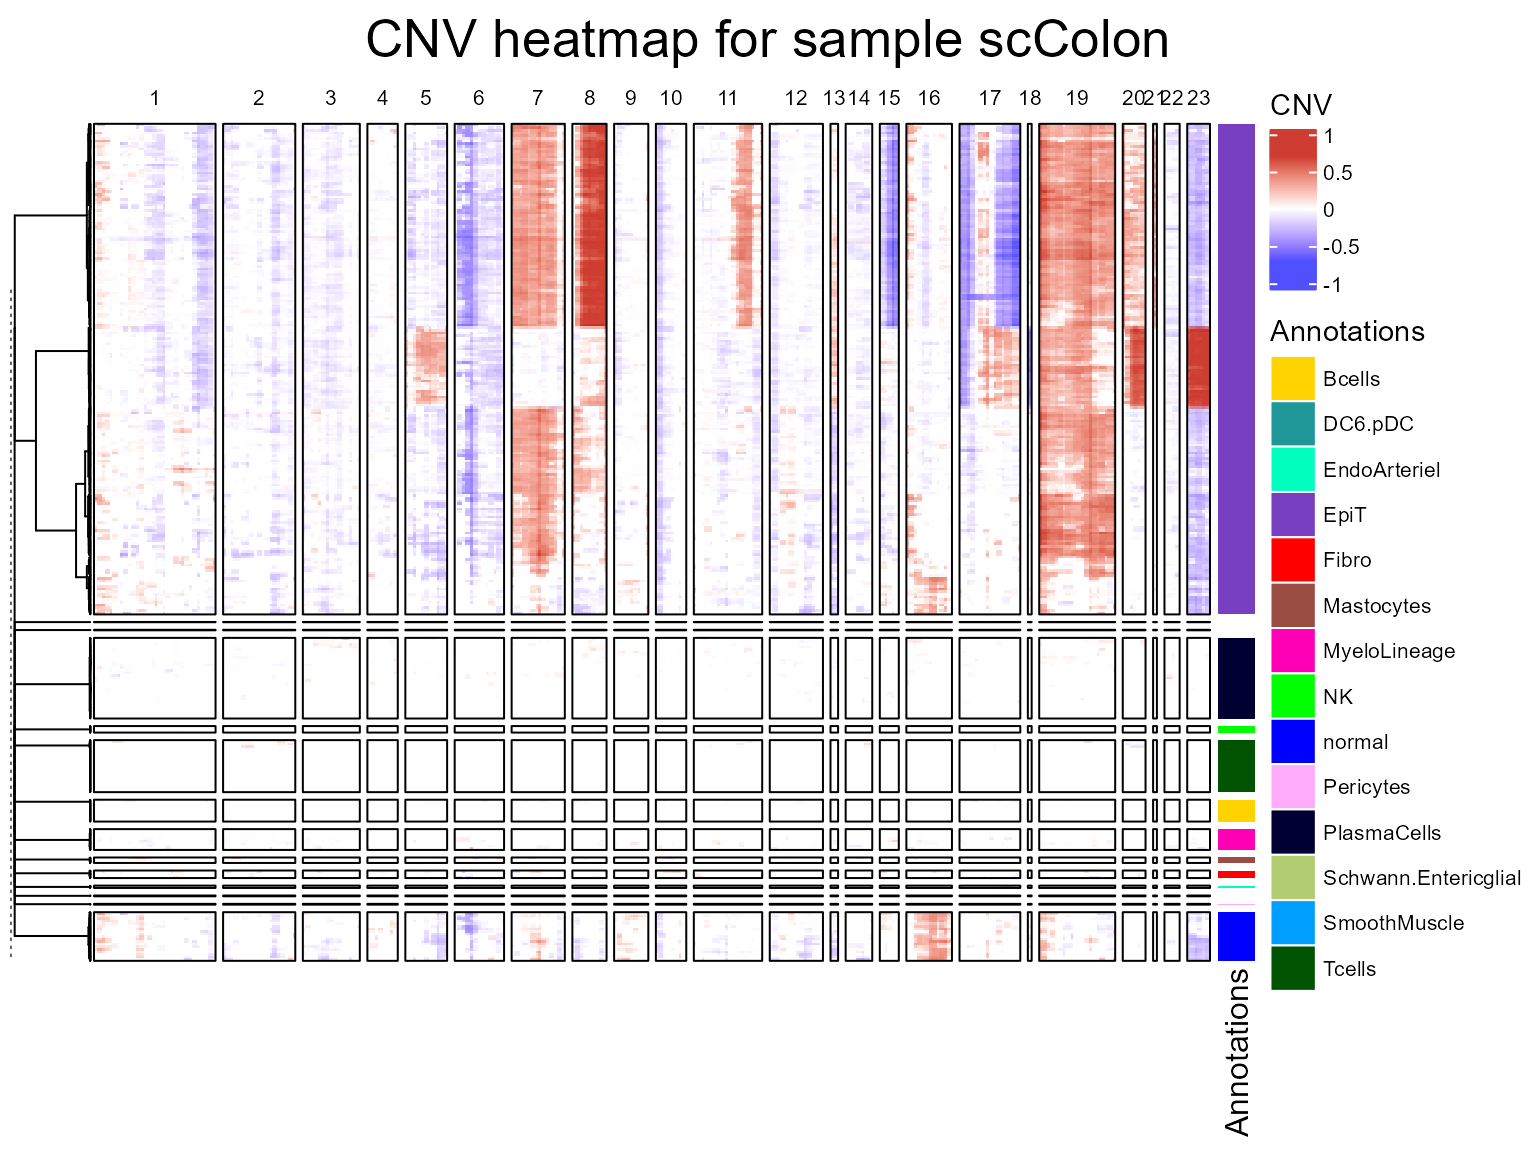 CNV heatmap for sample scColon
1 2 3 4 5 6 7 8 9 10 11 12 13 14 15 16 17 18 19 20 21 22 23
CNV
1
0.5
0
-0.5
-1
Annotations
Bcells
DC6.pDC
EndoArteriel
EpiT
Fibro
Mastocytes
MyeloLineage
NK
normal
Pericytes
PlasmaCells
Schwann.Entericglial
SmoothMuscle
Tcells
Annotations